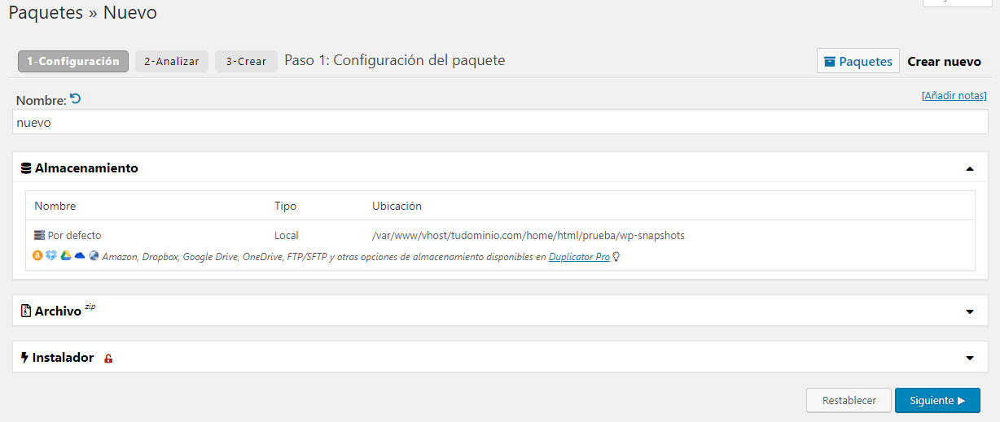 Paquetes » Nuevo
1-Configuración 2-Analizar 3-Crear Paso 1: Configuración del paquete Paquetes Crear nuevo
Nombre: [Añadir notas]
nuevo
Almacenamiento
Nombre Tipo Ubicación
Por defecto Local /var/www/vhost/tudominio.com/home/html/prueba/wp-snapshots
Amazon, Dropbox, Google Drive, OneDrive, FTP/SFTP y otras opciones de almacenamiento disponibles en Duplicator Pro
Archivo zip
Instalador
Restablecer Siguiente ▶